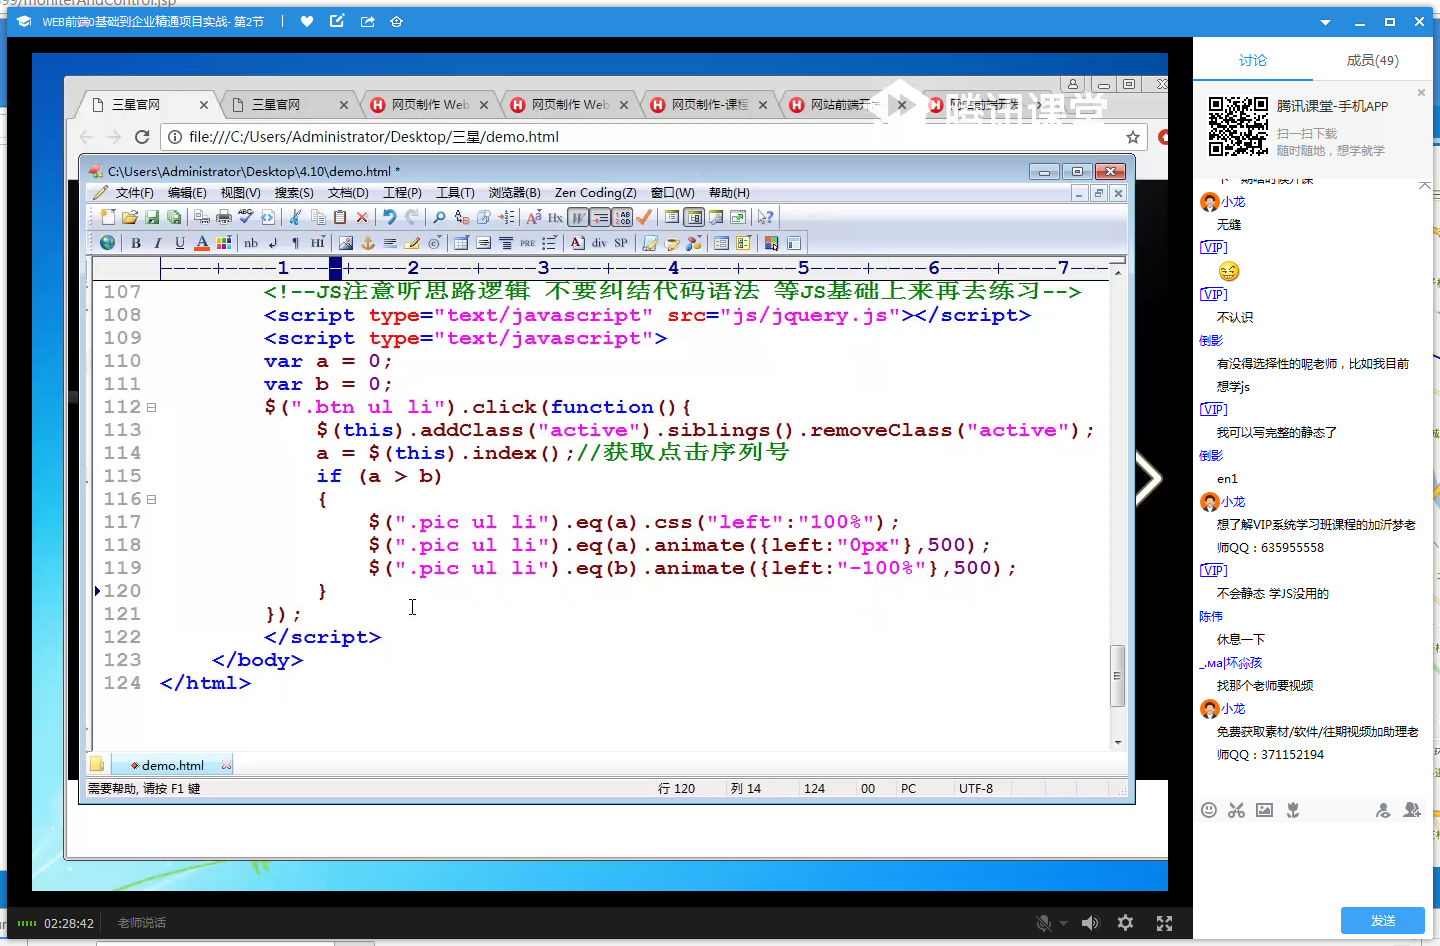 99/moniterAndControl.jsp
WEB前端0基础到企业精通项目实战- 第2节
三星官网
三星官网
网页制作 Web
网页制作 Web
网页制作-课程
网站前端开
腾讯课堂
file:///C:/Users/Administrator/Desktop/三星/demo.html
C:\Users\Administrator\Desktop\4.10\demo.html *
文件(F) 编辑(E) 视图(V) 搜索(S) 文档(D) 工程(P) 工具(T) 浏览器(B) Zen Coding(Z) 窗口(W) 帮助(H)
----+----1----+----2----+----3----+----4----+----5----+----6----+----7---
107 <!--JS注意听思路逻辑 不要纠结代码语法 等JS基础上来再去练习-->
108 <script type="text/javascript" src="js/jquery.js"></script>
109 <script type="text/javascript">
110 var a = 0;
111 var b = 0;
112 $(".btn ul li").click(function(){
113 $(this).addClass("active").siblings().removeClass("active");
114 a = $(this).index();//获取点击序列号
115 if (a > b)
116 {
117 $(".pic ul li").eq(a).css("left":"100%");
118 $(".pic ul li").eq(a).animate({left:"0px"},500);
119 $(".pic ul li").eq(b).animate({left:"-100%"},500);
120 }
121 });
122 </script>
123 </body>
124 </html>
demo.html
需要帮助, 请按 F1 键
行 120
列 14
124
00
PC
UTF-8
02:28:42
老师说话
讨论
成员(49)
腾讯课堂-手机APP
扫一扫下载
随时随地，想学就学
小龙
无缝
[VIP]
[VIP]
不认识
倒影
有没得选择性的呢老师，比如我目前
想学js
[VIP]
我可以写完整的静态了
倒影
en1
小龙
想了解VIP系统学习班课程的加沂梦老
师QQ：635955558
[VIP]
不会静态 学JS没用的
陈伟
休息一下
_.ма|坏尛孩
找那个老师要视频
小龙
免费获取素材/软件/往期视频加助理老
师QQ：371152194
发送